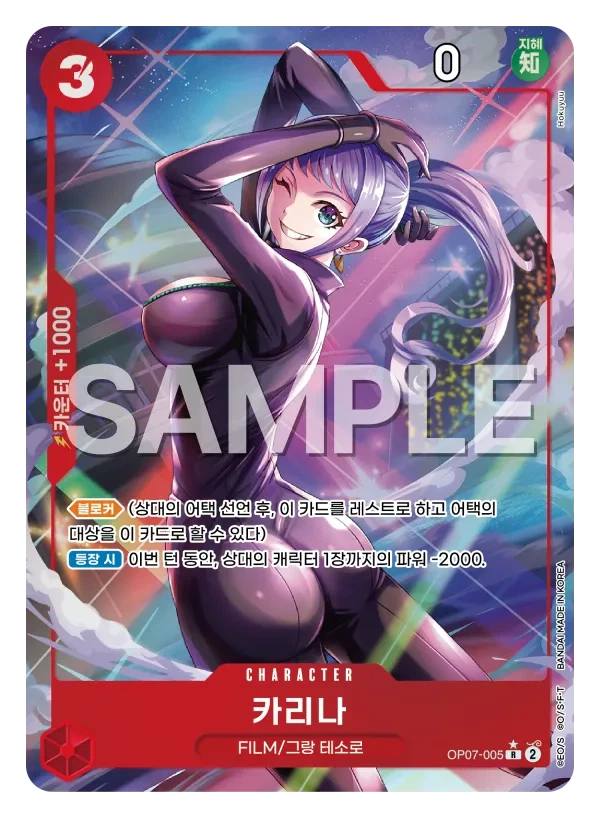 3
0
지혜
知
Hokuyuu
카운터 +1000
SAMPLE
블로커 (상대의 어택 선언 후, 이 카드를 레스트로 하고 어택의
대상을 이 카드로 할 수 있다)
등장 시 이번 턴 동안, 상대의 캐릭터 1장까지의 파워 -2000.
CHARACTER
카리나
FILM/그랑 테소로
OP07-005 R 2
©EO/S ©O/S·F·T BANDAI MADE IN KOREA